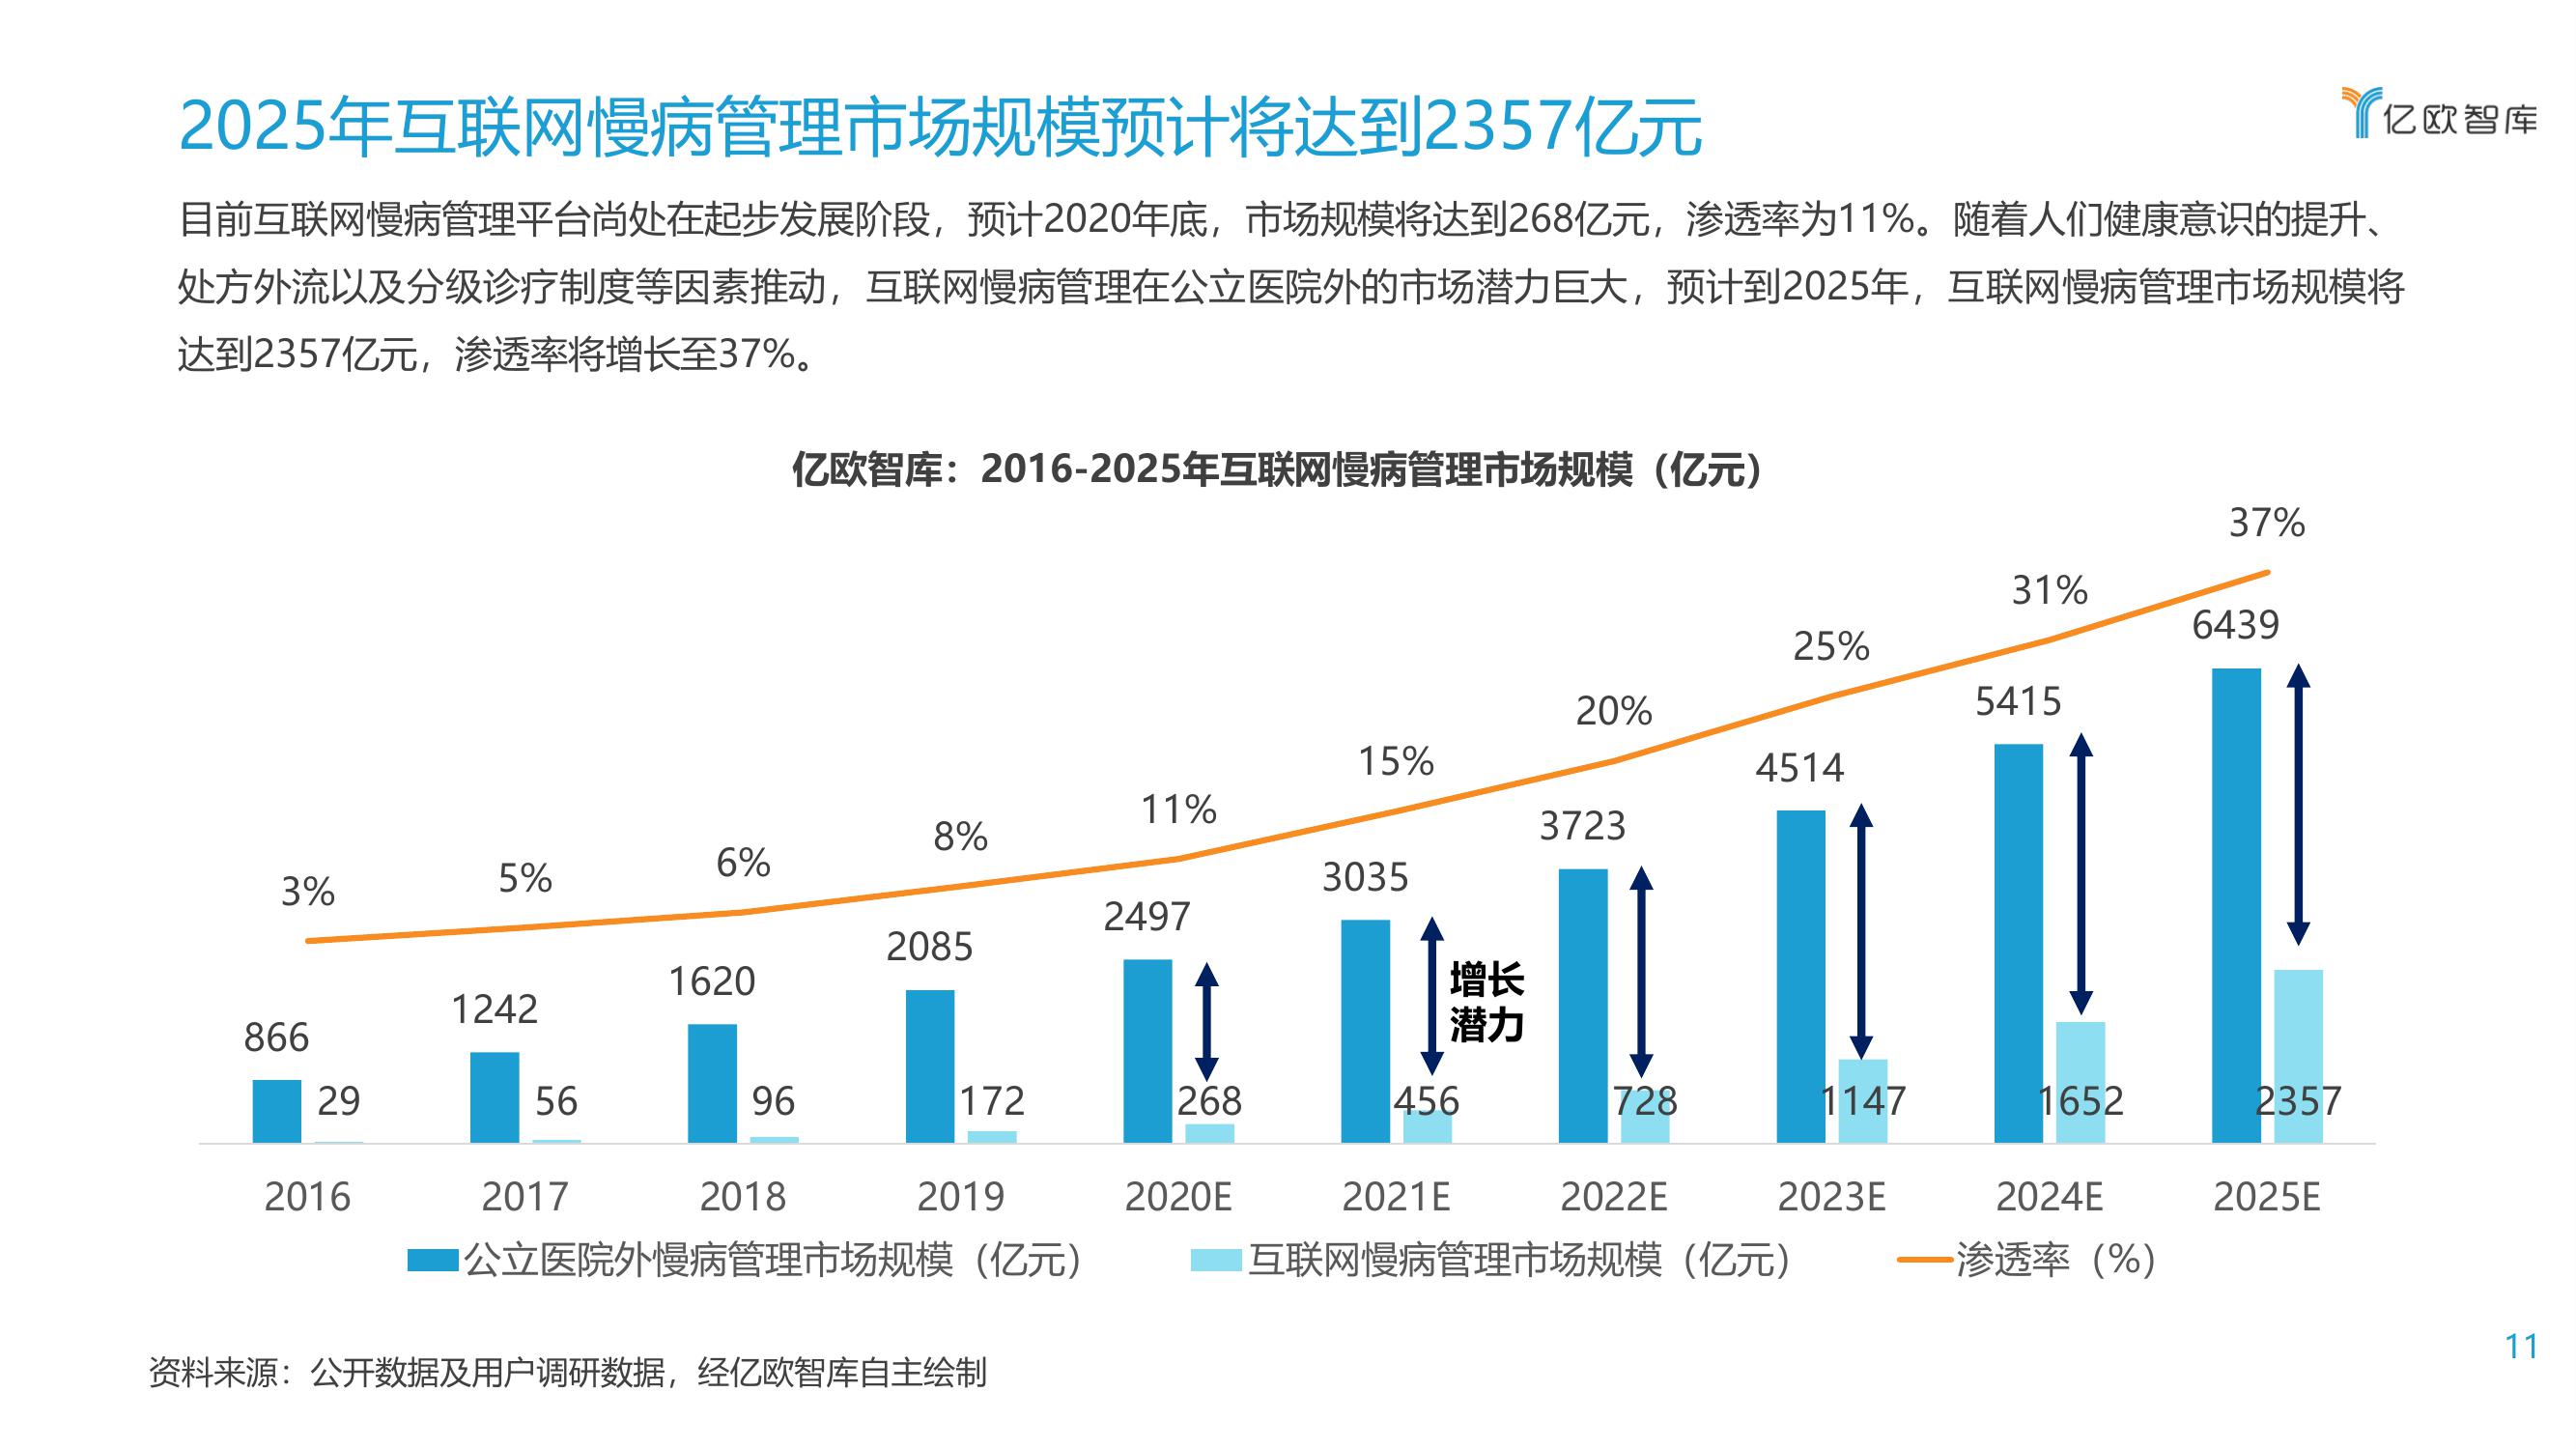 2025年互联网慢病管理市场规模预计将达到2357亿元
亿欧智库
目前互联网慢病管理平台尚处在起步发展阶段，预计2020年底，市场规模将达到268亿元，渗透率为11%。随着人们健康意识的提升、
处方外流以及分级诊疗制度等因素推动，互联网慢病管理在公立医院外的市场潜力巨大，预计到2025年，互联网慢病管理市场规模将
达到2357亿元，渗透率将增长至37%。
亿欧智库：2016-2025年互联网慢病管理市场规模（亿元）
3% 5% 6% 8% 11% 15% 20% 25% 31% 37%
866 1242 1620 2085 2497 3035 3723 4514 5415 6439
增长
潜力
29 56 96 172 268 456 728 1147 1652 2357
2016 2017 2018 2019 2020E 2021E 2022E 2023E 2024E 2025E
公立医院外慢病管理市场规模（亿元） 互联网慢病管理市场规模（亿元） 渗透率（%）
11
资料来源：公开数据及用户调研数据，经亿欧智库自主绘制